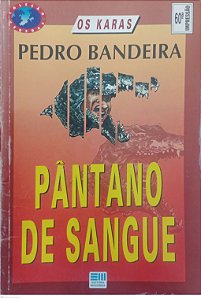 OS KARAS
60ª
IMPRESSÃO
PEDRO BANDEIRA
PÂNTANO
DE SANGUE